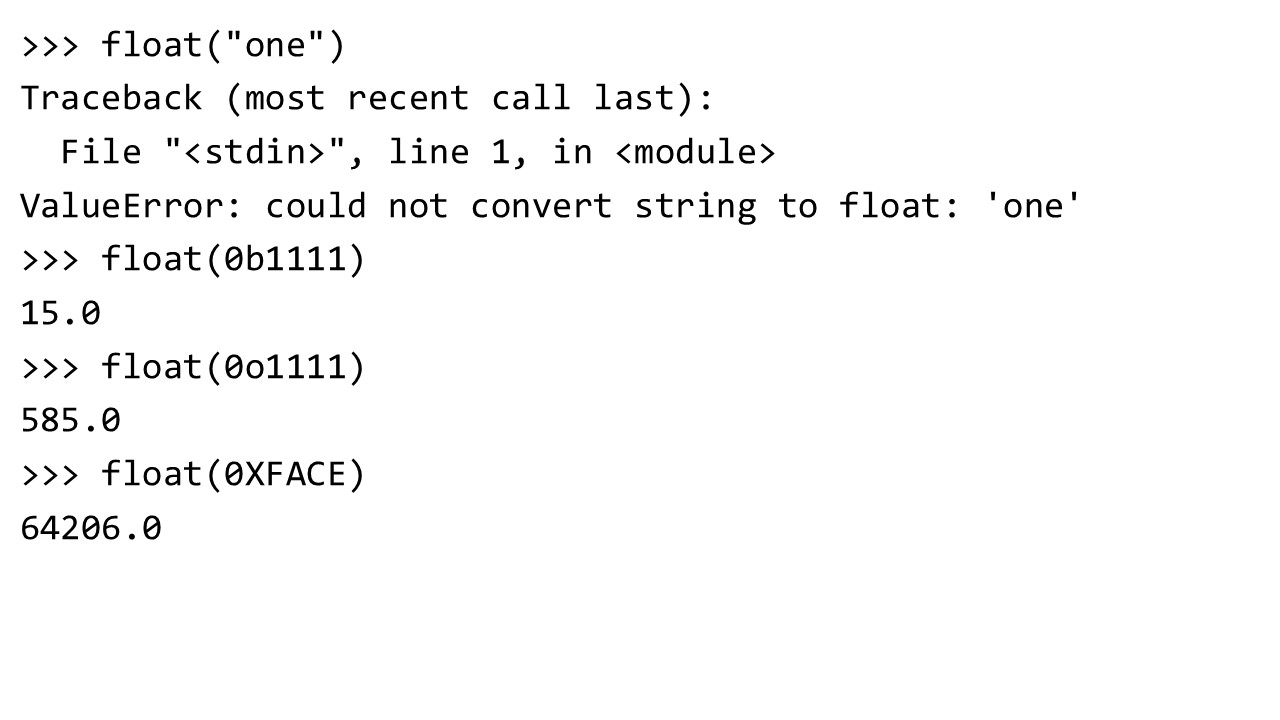 >>> float("one")
Traceback (most recent call last):
  File "<stdin>", line 1, in <module>
ValueError: could not convert string to float: 'one'
>>> float(0b1111)
15.0
>>> float(0o1111)
585.0
>>> float(0XFACE)
64206.0